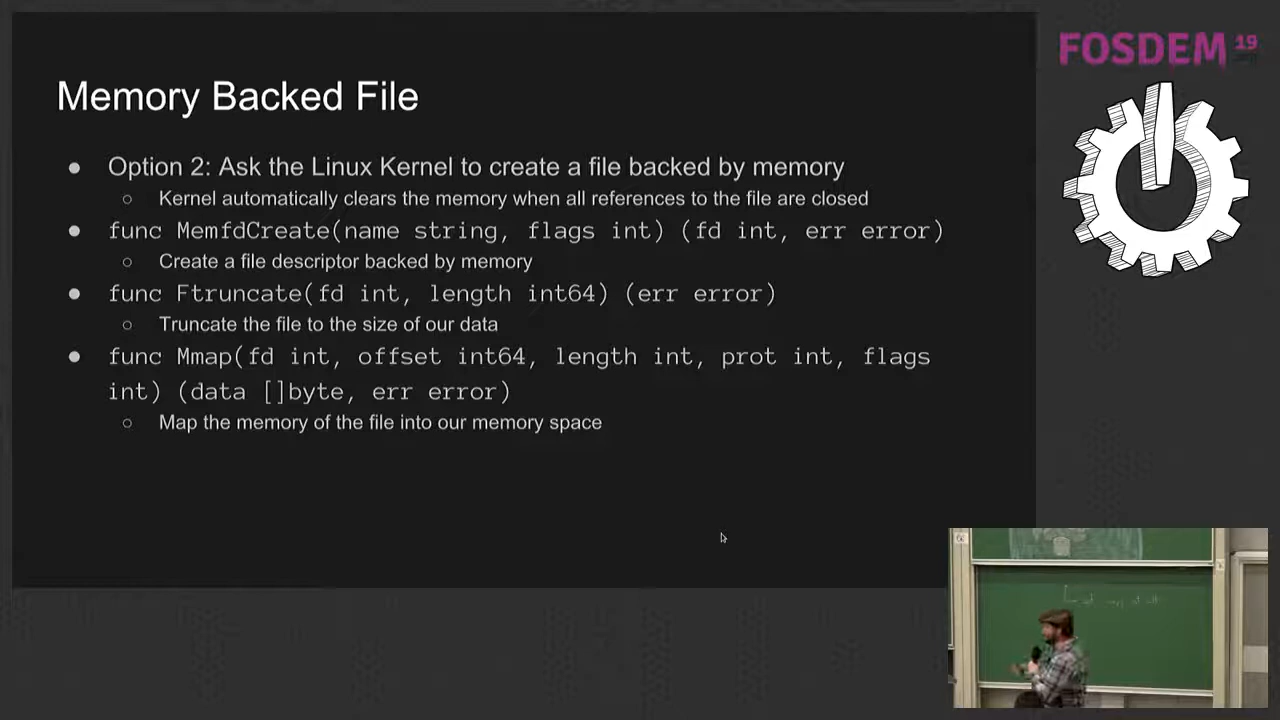 FOSDEM 19
Memory Backed File
● Option 2: Ask the Linux Kernel to create a file backed by memory
○ Kernel automatically clears the memory when all references to the file are closed
● func MemfdCreate(name string, flags int) (fd int, err error)
○ Create a file descriptor backed by memory
● func Ftruncate(fd int, length int64) (err error)
○ Truncate the file to the size of our data
● func Mmap(fd int, offset int64, length int, prot int, flags
int) (data []byte, err error)
○ Map the memory of the file into our memory space